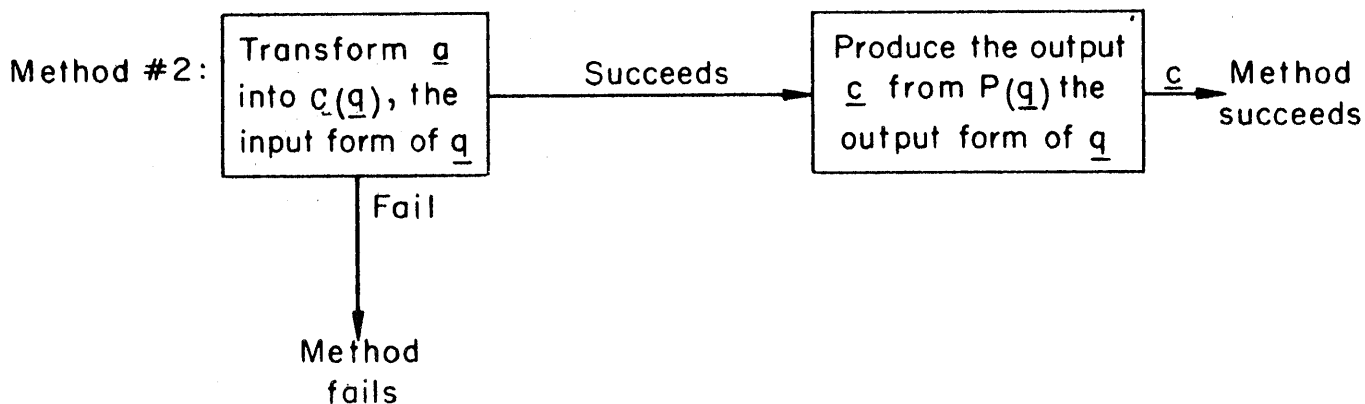 Method #2:
Transform a
into C(q), the
input form of q
Succeeds
Produce the output
c from P(q) the
output form of q
c
Method
succeeds
Fail
Method
fails